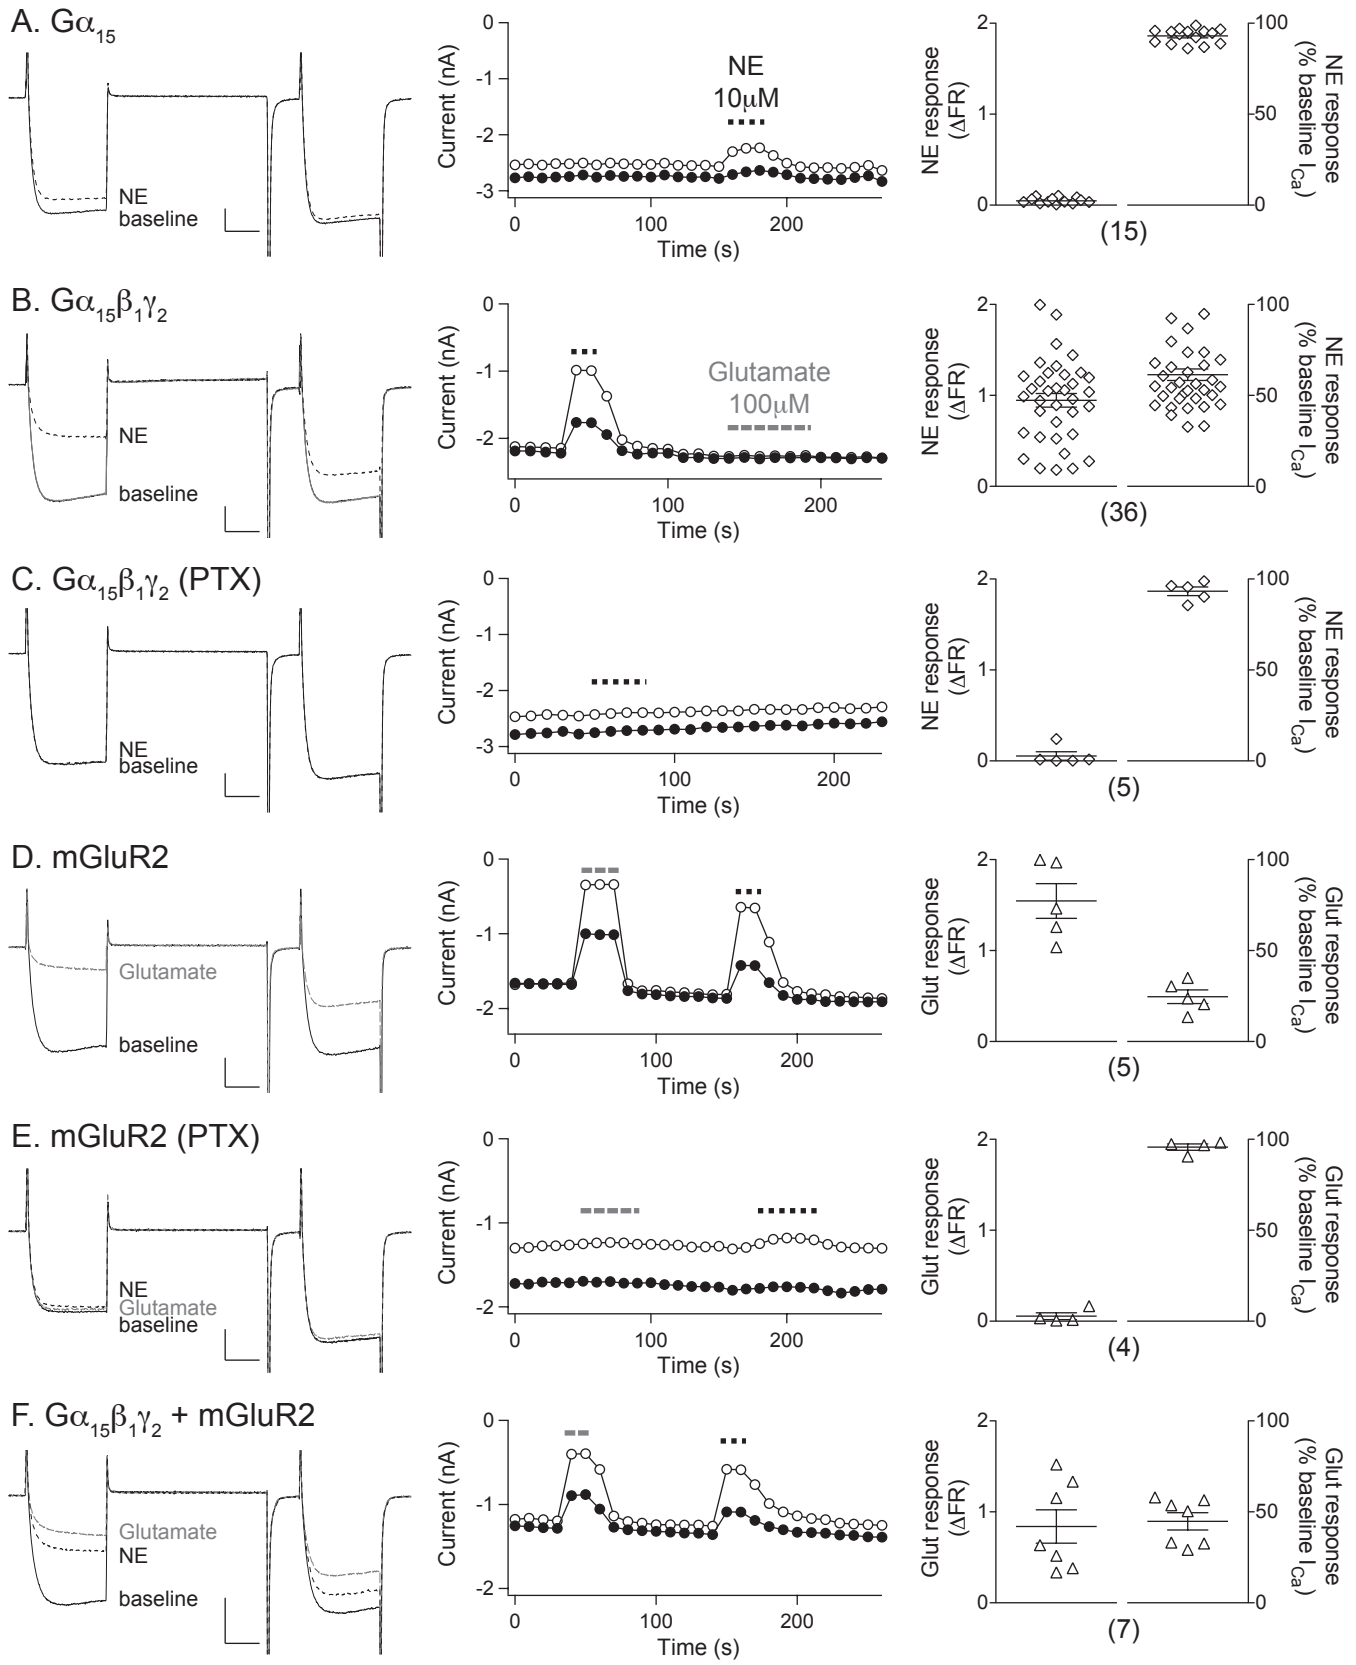 A. Gα15
NE
baseline
0
-1
-2
-3
Current (nA)
NE
10μM
0
100
200
Time (s)
2
1
0
NE response
(ΔFR)
100
50
0
NE response
(% baseline ICa)
(15)
B. Gα15β1γ2
NE
baseline
0
-1
-2
Current (nA)
Glutamate
100μM
0
100
200
Time (s)
2
1
0
NE response
(ΔFR)
100
50
0
NE response
(% baseline ICa)
(36)
C. Gα15β1γ2 (PTX)
NE
baseline
0
-1
-2
-3
Current (nA)
100
200
Time (s)
0
2
1
0
NE response
(ΔFR)
100
50
0
NE response
(% baseline ICa)
(5)
D. mGluR2
Glutamate
baseline
0
-1
-2
Current (nA)
0
100
200
Time (s)
2
1
0
Glut response
(ΔFR)
100
50
0
Glut response
(% baseline ICa)
(5)
E. mGluR2 (PTX)
NE
Glutamate
baseline
0
-1
-2
Current (nA)
0
100
200
Time (s)
2
1
0
Glut response
(ΔFR)
100
50
0
Glut response
(% baseline ICa)
(4)
F. Gα15β1γ2 + mGluR2
Glutamate
NE
baseline
0
-1
-2
Current (nA)
0
100
200
Time (s)
2
1
0
Glut response
(ΔFR)
100
50
0
Glut response
(% baseline ICa)
(7)